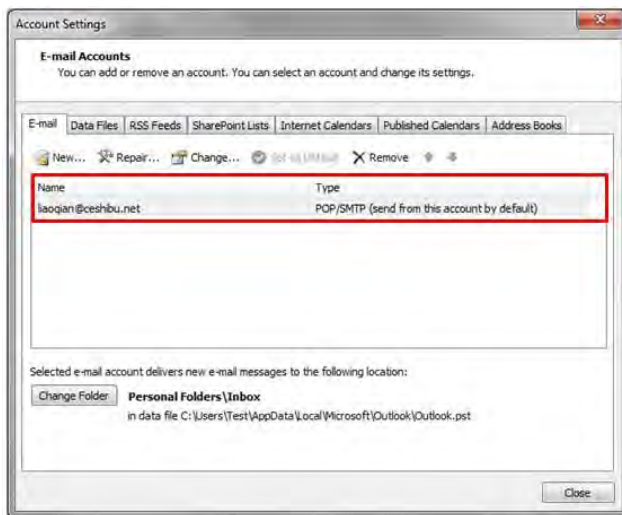 Account Settings
E-mail Accounts
You can add or remove an account. You can select an account and change its settings.
E-mail Data Files RSS Feeds SharePoint Lists Internet Calendars Published Calendars Address Books
New... Repair... Change... Set as Default Remove
Name Type
liaoqian@ceshibu.net POP/SMTP (send from this account by default)
Selected e-mail account delivers new e-mail messages to the following location:
Change Folder Personal Folders\Inbox
in data file C:\Users\Test\AppData\Local\Microsoft\Outlook\Outlook.pst
Close